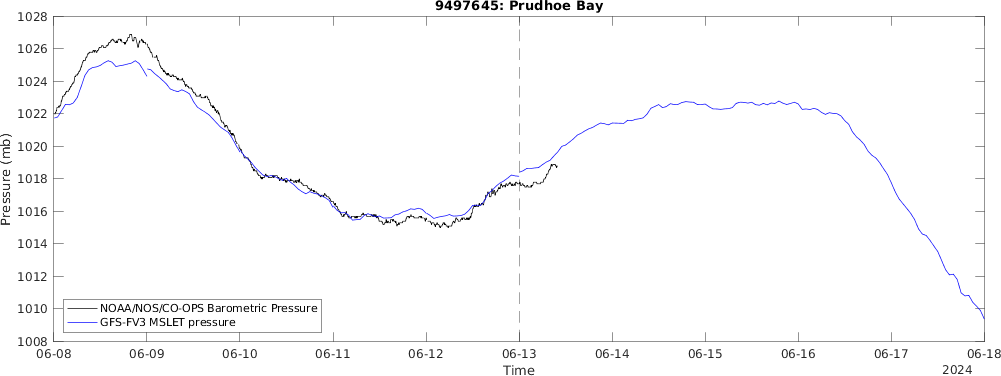 9497645: Prudhoe Bay
1028
1026
1024
1022
1020
1018
1016
1014
1012
1010
1008
Pressure (mb)
NOAA/NOS/CO-OPS Barometric Pressure
GFS-FV3 MSLET pressure
06-08 06-09 06-10 06-11 06-12 06-13 06-14 06-15 06-16 06-17 06-18
Time
2024